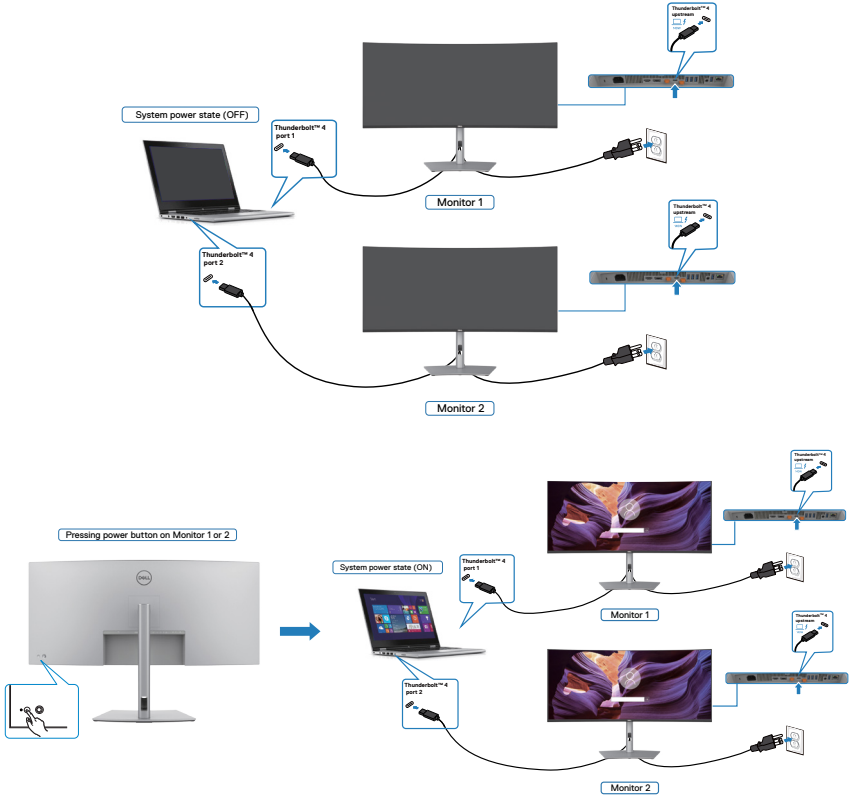 Thunderbolt™ 4
upstream
System power state (OFF)
Thunderbolt™ 4
port 1
Monitor 1
Thunderbolt™ 4
upstream
Thunderbolt™ 4
port 2
Monitor 2
Thunderbolt™ 4
upstream
Pressing power button on Monitor 1 or 2
System power state (ON)
Thunderbolt™ 4
port 1
DELL
Monitor 1
Thunderbolt™ 4
upstream
Thunderbolt™ 4
port 2
Monitor 2